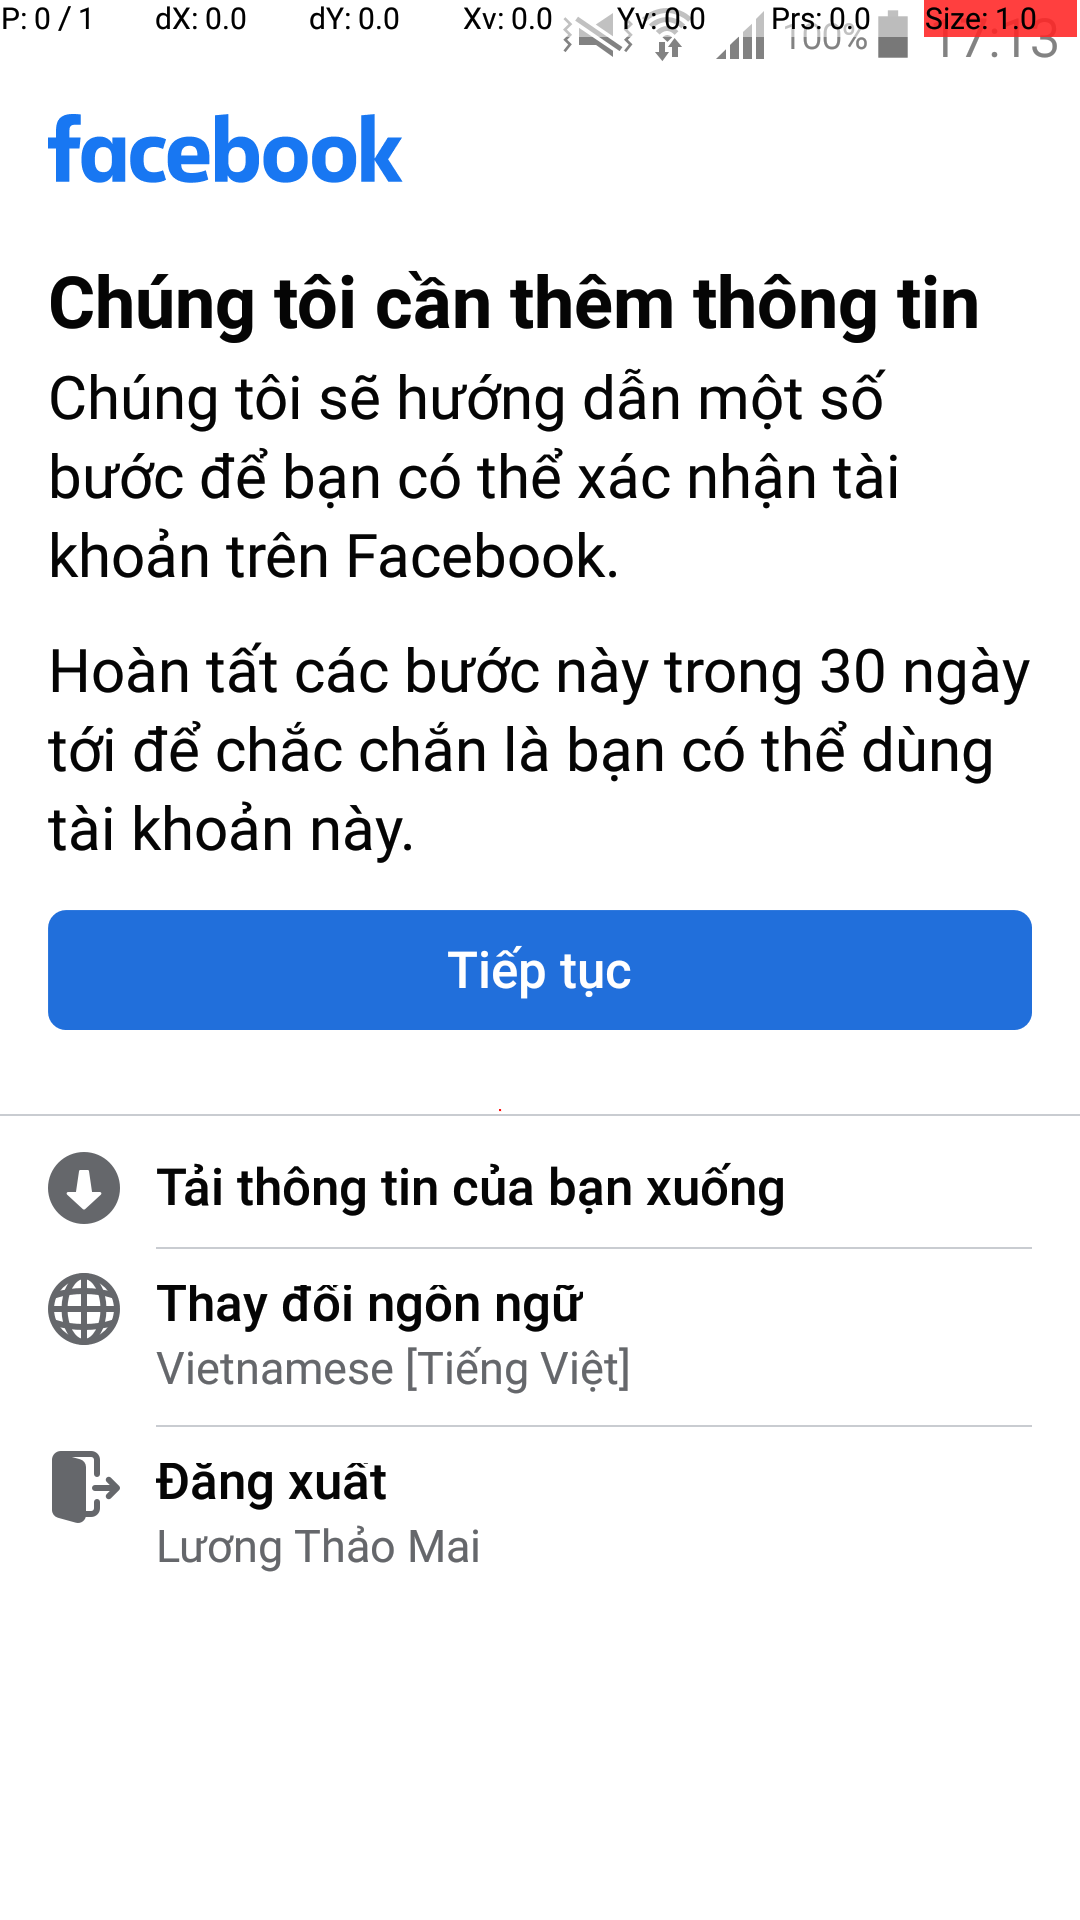 P: 0 / 1 dX: 0.0 dY: 0.0 Xv: 0.0 Yv: 0.0 Prs: 0.0 Size: 1.0
100% 17:13
facebook
Chúng tôi cần thêm thông tin
Chúng tôi sẽ hướng dẫn một số
bước để bạn có thể xác nhận tài
khoản trên Facebook.
Hoàn tất các bước này trong 30 ngày
tới để chắc chắn là bạn có thể dùng
tài khoản này.
Tiếp tục
Tải thông tin của bạn xuống
Thay đổi ngôn ngữ
Vietnamese [Tiếng Việt]
Đăng xuất
Lương Thảo Mai